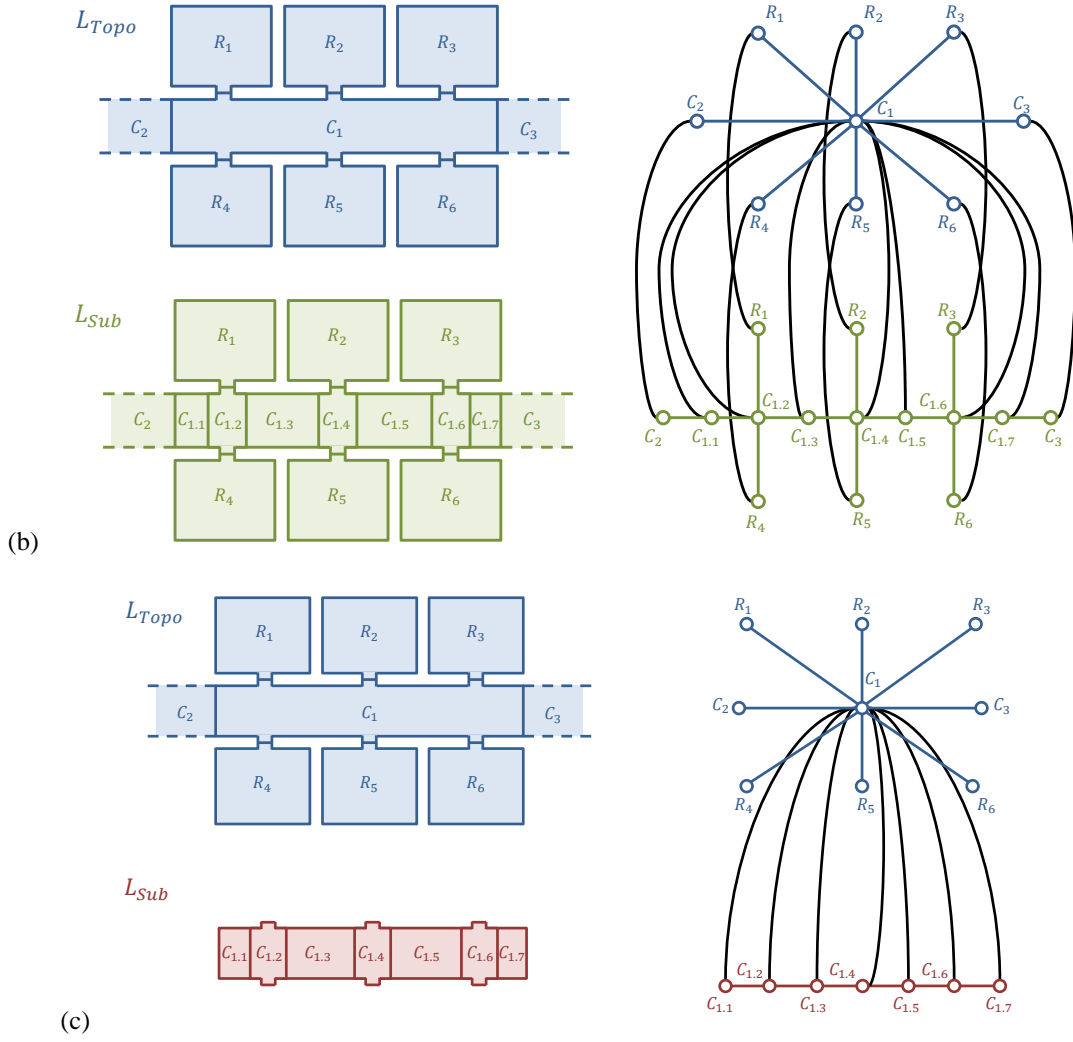 L_Topo
R_1 R_2 R_3
C_2 C_1 C_3
R_4 R_5 R_6
L_Sub
R_1 R_2 R_3
C_2 C_1.1 C_1.2 C_1.3 C_1.4 C_1.5 C_1.6 C_1.7 C_3
R_4 R_5 R_6
R_1 R_2 R_3
C_2 C_1 C_3
R_4 R_5 R_6
R_1 R_2 R_3
C_1.2 C_1.6
C_2 C_1.1 C_1.3 C_1.4 C_1.5 C_1.7 C_3
R_4 R_5 R_6
(b)
L_Topo
R_1 R_2 R_3
C_2 C_1 C_3
R_4 R_5 R_6
L_Sub
C_1.1 C_1.2 C_1.3 C_1.4 C_1.5 C_1.6 C_1.7
R_1 R_2 R_3
C_1
C_2 C_3
R_4 R_5 R_6
C_1.2 C_1.4 C_1.6
C_1.1 C_1.3 C_1.5 C_1.7
(c)